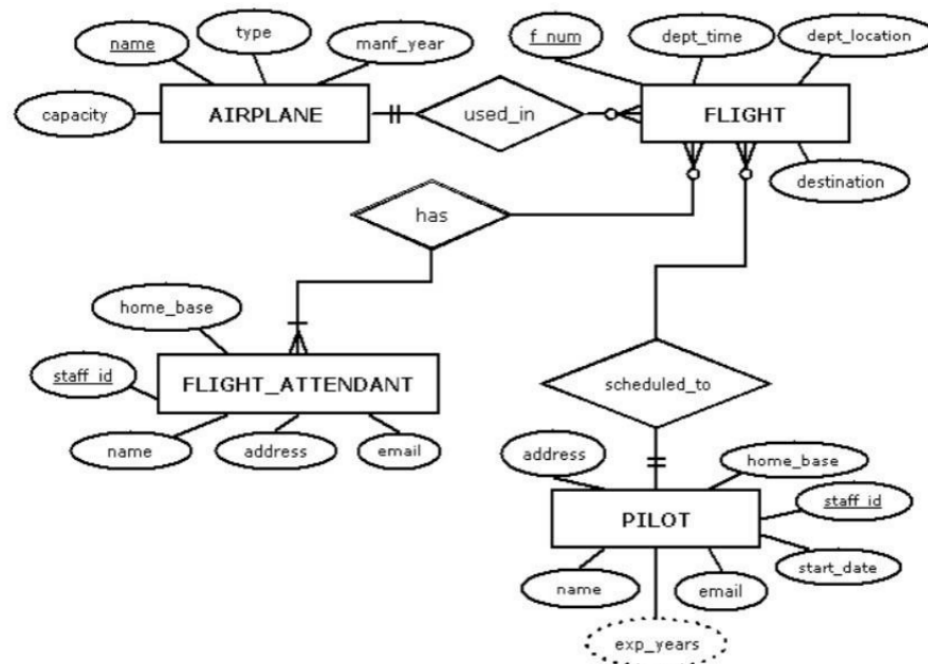 name
type
manf_year
capacity
AIRPLANE
used_in
f_num
dept_time
dept_location
FLIGHT
destination
has
home_base
staff_id
FLIGHT_ATTENDANT
name
address
email
scheduled_to
address
home_base
staff_id
PILOT
start_date
name
email
exp_years